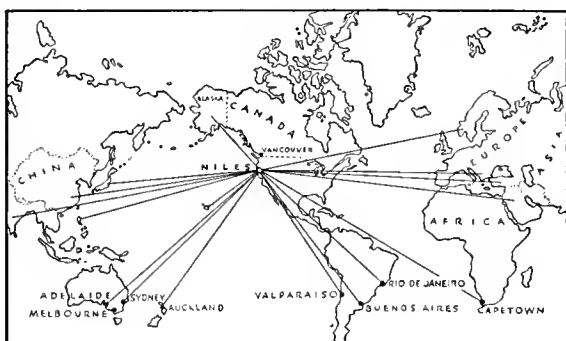 ALASKA
CANADA
VANCOUVER
NILES
CHINA
EUROPE
ASIA
AFRICA
ADELAIDE
SYDNEY
MELBOURNE
AUCKLAND
VALPARAISO
RIO DE JANEIRO
BUENOS AIRES
CAPETOWN